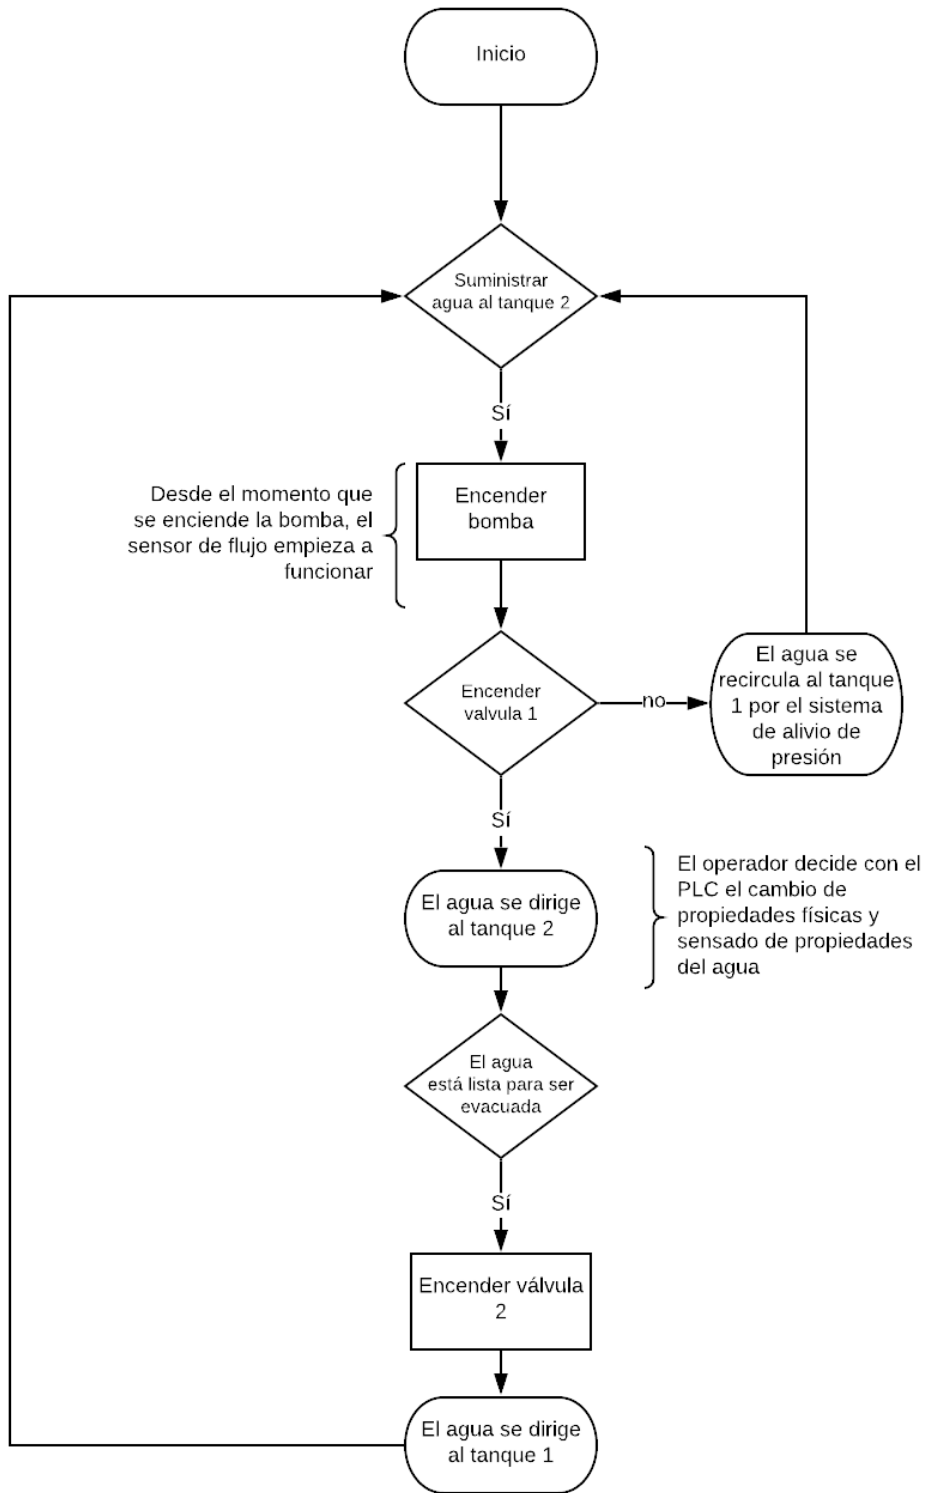 Inicio
Suministrar
agua al tanque 2
Sí
Desde el momento que
se enciende la bomba, el
sensor de flujo empieza a
funcionar
Encender
bomba
Encender
valvula 1
no
El agua se
recircula al tanque
1 por el sistema
de alivio de
presión
Sí
El agua se dirige
al tanque 2
El operador decide con el
PLC el cambio de
propiedades físicas y
sensado de propiedades
del agua
El agua
está lista para ser
evacuada
Sí
Encender válvula
2
El agua se dirige
al tanque 1